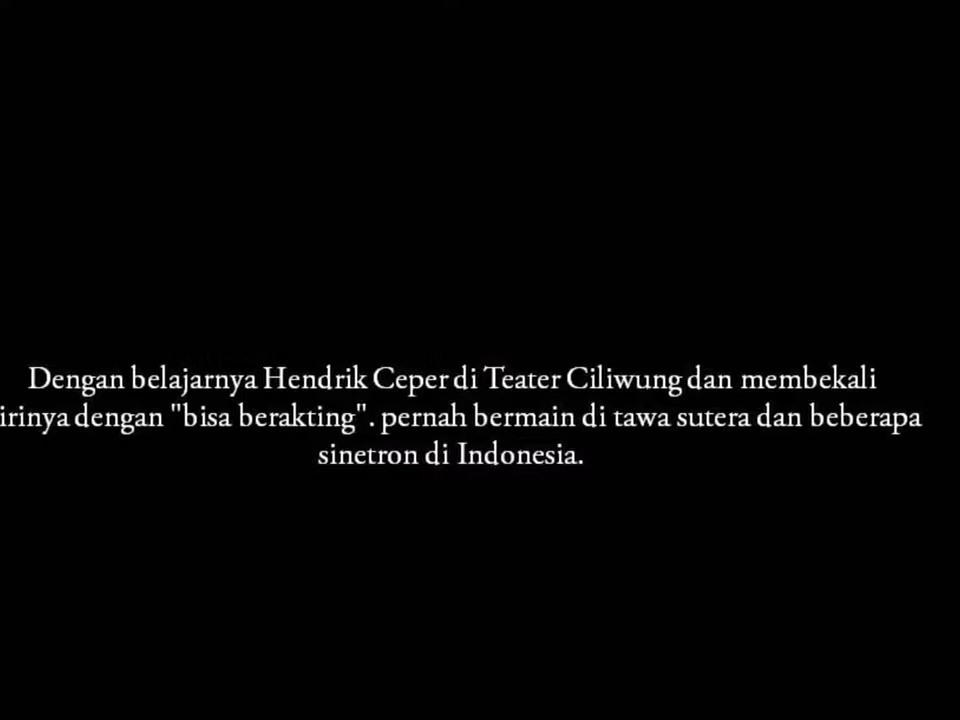 Dengan belajarnya Hendrik Ceper di Teater Ciliwung dan membekali
irinya dengan "bisa berakting". pernah bermain di tawa sutera dan beberapa
sinetron di Indonesia.